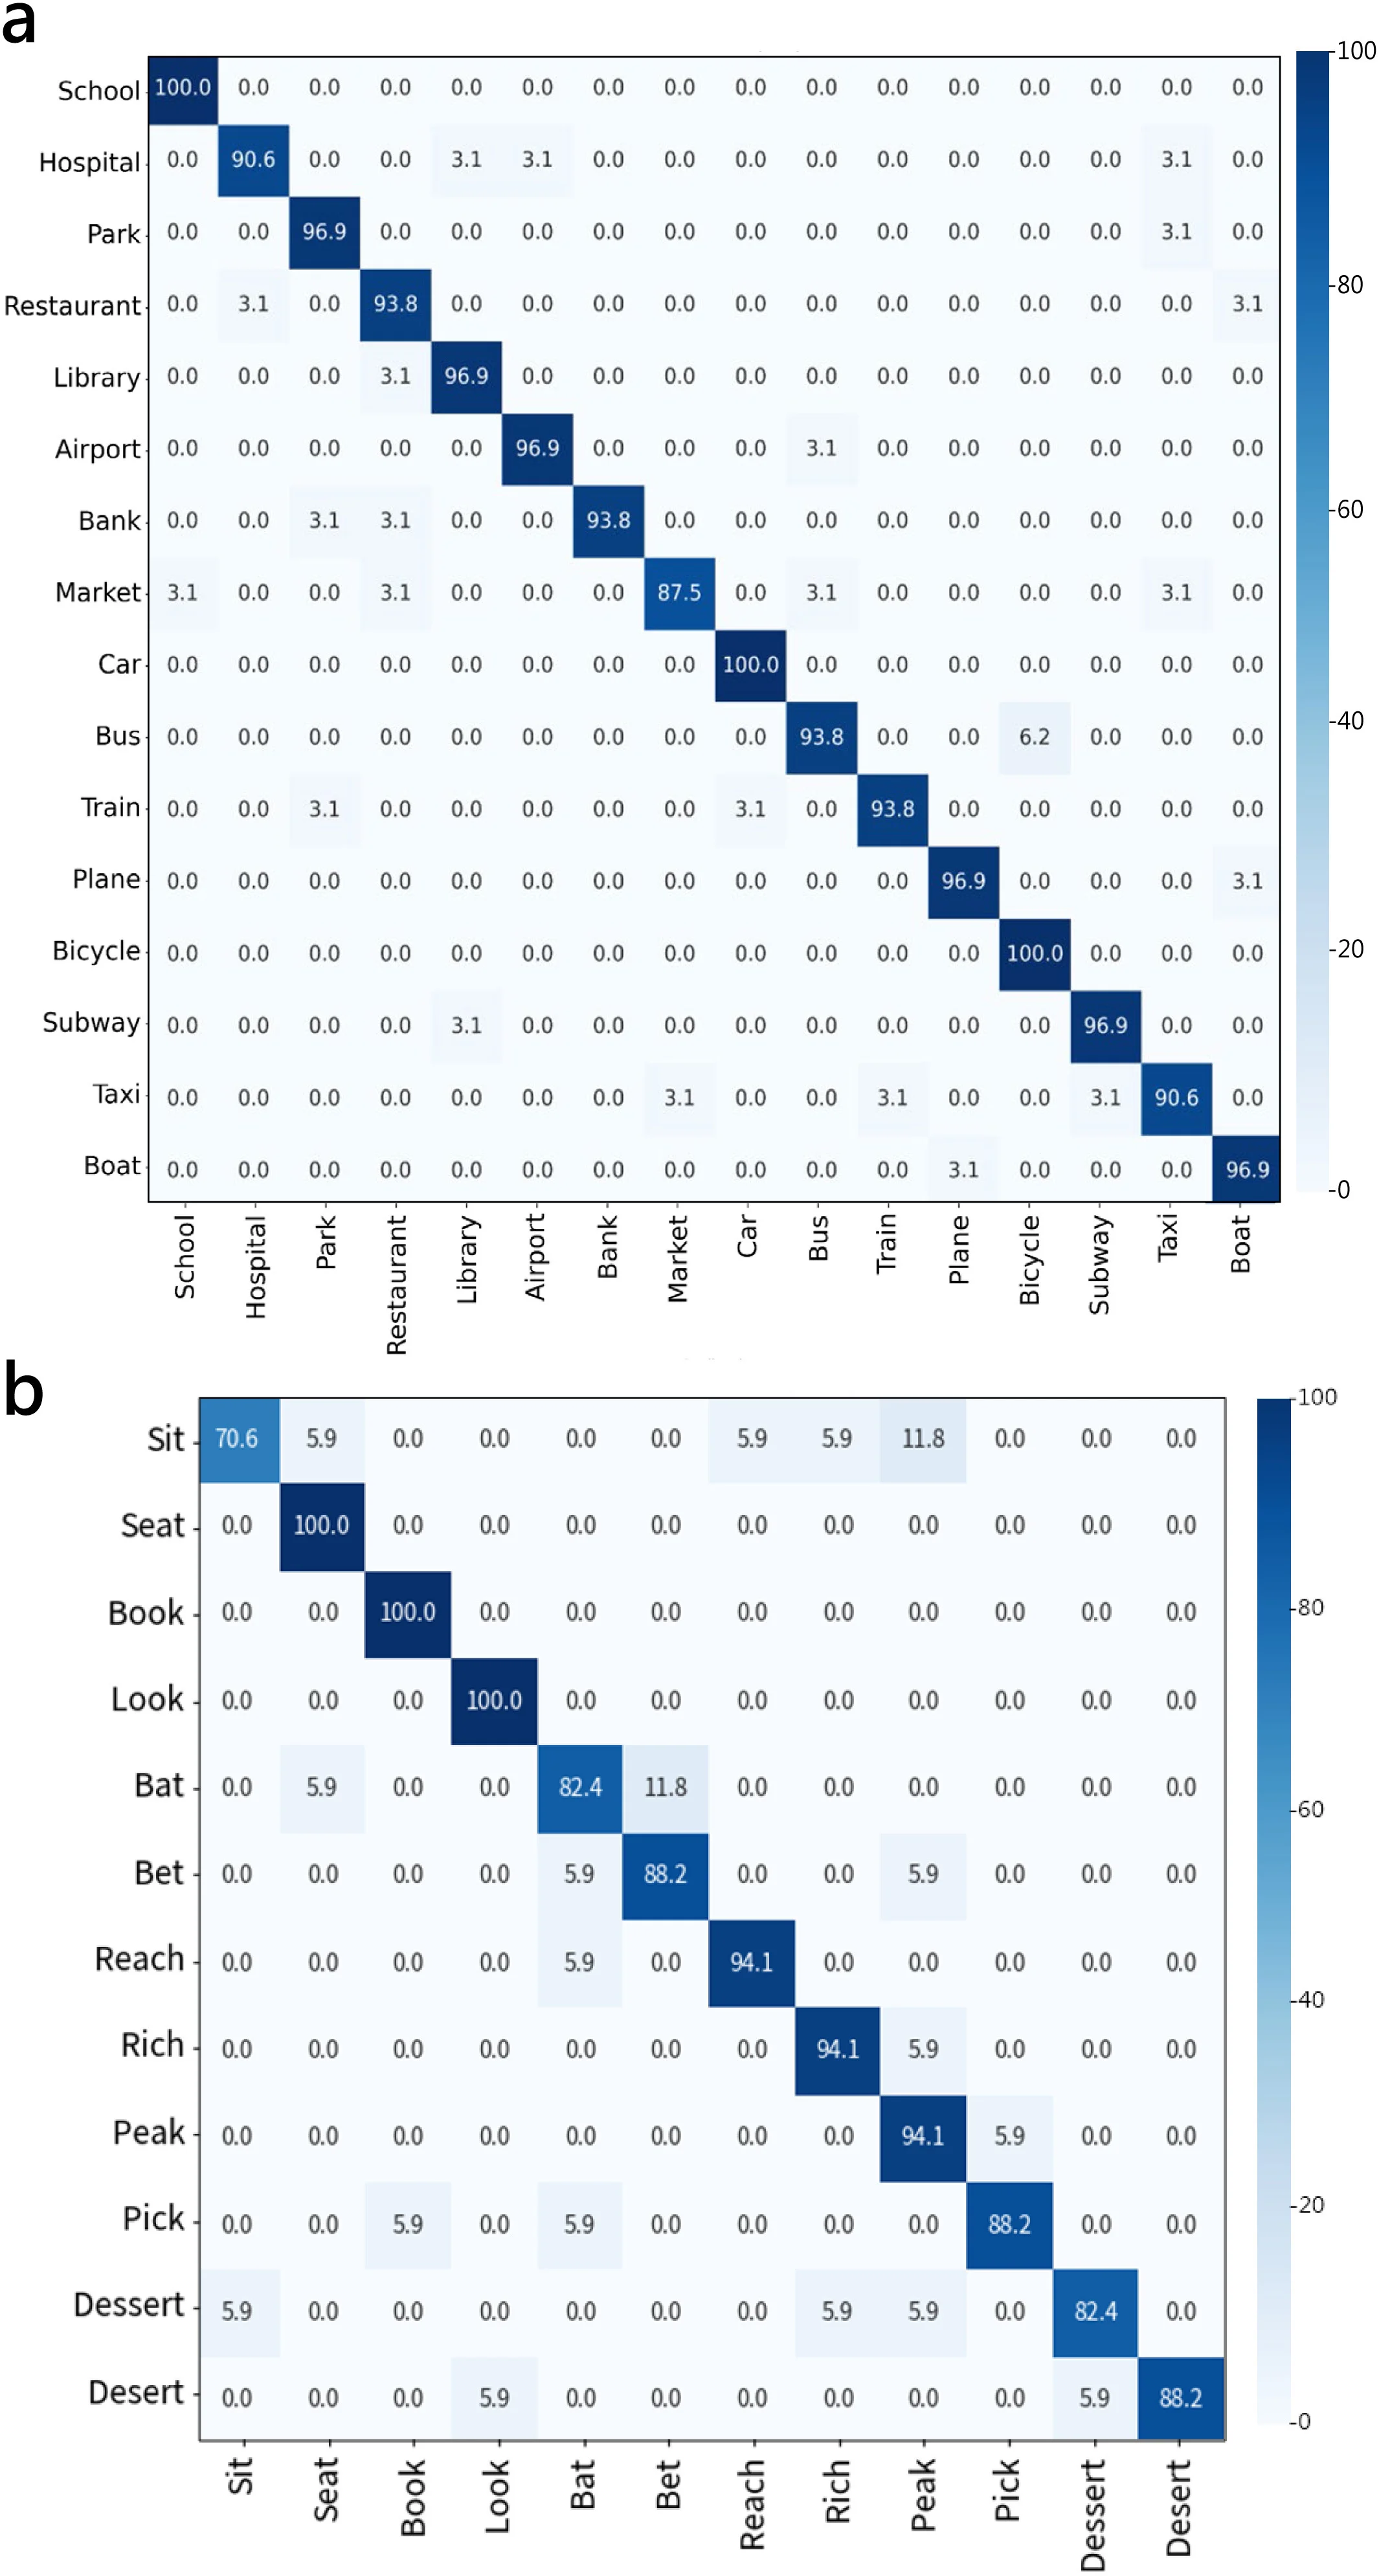 a
100
School 100.0 0.0 0.0 0.0 0.0 0.0 0.0 0.0 0.0 0.0 0.0 0.0 0.0 0.0 0.0 0.0
Hospital 0.0 90.6 0.0 0.0 3.1 3.1 0.0 0.0 0.0 0.0 0.0 0.0 0.0 0.0 3.1 0.0
Park 0.0 0.0 96.9 0.0 0.0 0.0 0.0 0.0 0.0 0.0 0.0 0.0 0.0 0.0 3.1 0.0
80
Restaurant 0.0 3.1 0.0 93.8 0.0 0.0 0.0 0.0 0.0 0.0 0.0 0.0 0.0 0.0 0.0 3.1
Library 0.0 0.0 0.0 3.1 96.9 0.0 0.0 0.0 0.0 0.0 0.0 0.0 0.0 0.0 0.0 0.0
Airport 0.0 0.0 0.0 0.0 0.0 96.9 0.0 0.0 0.0 3.1 0.0 0.0 0.0 0.0 0.0 0.0
60
Bank 0.0 0.0 3.1 3.1 0.0 0.0 93.8 0.0 0.0 0.0 0.0 0.0 0.0 0.0 0.0 0.0
Market 3.1 0.0 0.0 3.1 0.0 0.0 0.0 87.5 0.0 3.1 0.0 0.0 0.0 0.0 3.1 0.0
Car 0.0 0.0 0.0 0.0 0.0 0.0 0.0 0.0 100.0 0.0 0.0 0.0 0.0 0.0 0.0 0.0
40
Bus 0.0 0.0 0.0 0.0 0.0 0.0 0.0 0.0 0.0 93.8 0.0 0.0 6.2 0.0 0.0 0.0
Train 0.0 0.0 3.1 0.0 0.0 0.0 0.0 0.0 3.1 0.0 93.8 0.0 0.0 0.0 0.0 0.0
Plane 0.0 0.0 0.0 0.0 0.0 0.0 0.0 0.0 0.0 0.0 0.0 96.9 0.0 0.0 0.0 3.1
Bicycle 0.0 0.0 0.0 0.0 0.0 0.0 0.0 0.0 0.0 0.0 0.0 0.0 100.0 0.0 0.0 0.0
20
Subway 0.0 0.0 0.0 0.0 3.1 0.0 0.0 0.0 0.0 0.0 0.0 0.0 0.0 96.9 0.0 0.0
Taxi 0.0 0.0 0.0 0.0 0.0 0.0 0.0 3.1 0.0 0.0 3.1 0.0 0.0 3.1 90.6 0.0
Boat 0.0 0.0 0.0 0.0 0.0 0.0 0.0 0.0 0.0 0.0 0.0 3.1 0.0 0.0 0.0 96.9
0
School Hospital Park Restaurant Library Airport Bank Market Car Bus Train Plane Bicycle Subway Taxi Boat
b
100
Sit 70.6 5.9 0.0 0.0 0.0 0.0 5.9 5.9 11.8 0.0 0.0 0.0
Seat 0.0 100.0 0.0 0.0 0.0 0.0 0.0 0.0 0.0 0.0 0.0 0.0
Book 0.0 0.0 100.0 0.0 0.0 0.0 0.0 0.0 0.0 0.0 0.0 0.0
80
Look 0.0 0.0 0.0 100.0 0.0 0.0 0.0 0.0 0.0 0.0 0.0 0.0
Bat 0.0 5.9 0.0 0.0 82.4 11.8 0.0 0.0 0.0 0.0 0.0 0.0
60
Bet 0.0 0.0 0.0 0.0 5.9 88.2 0.0 0.0 5.9 0.0 0.0 0.0
Reach 0.0 0.0 0.0 0.0 5.9 0.0 94.1 0.0 0.0 0.0 0.0 0.0
40
Rich 0.0 0.0 0.0 0.0 0.0 0.0 0.0 94.1 5.9 0.0 0.0 0.0
Peak 0.0 0.0 0.0 0.0 0.0 0.0 0.0 0.0 94.1 5.9 0.0 0.0
20
Pick 0.0 0.0 5.9 0.0 5.9 0.0 0.0 0.0 0.0 88.2 0.0 0.0
Dessert 5.9 0.0 0.0 0.0 0.0 0.0 0.0 5.9 5.9 0.0 82.4 0.0
Desert 0.0 0.0 0.0 5.9 0.0 0.0 0.0 0.0 0.0 0.0 5.9 88.2
0
Sit Seat Book Look Bat Bet Reach Rich Peak Pick Dessert Desert